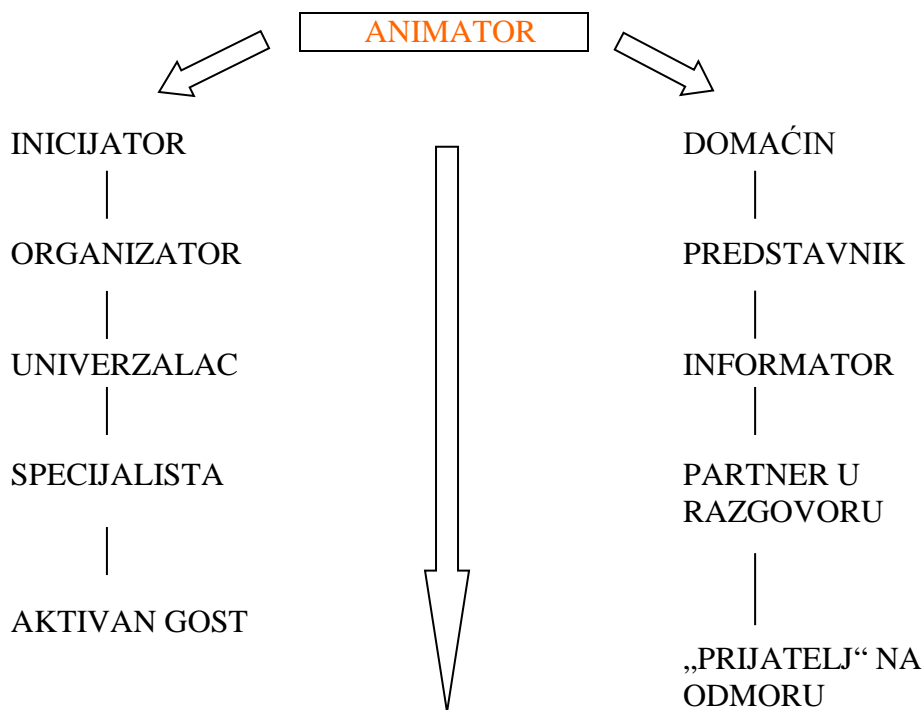 ANIMATOR
INICIJATOR
DOMAĆIN
ORGANIZATOR
PREDSTAVNIK
UNIVERZALAC
INFORMATOR
SPECIJALISTA
PARTNER U
RAZGOVORU
AKTIVAN GOST
„PRIJATELJ“ NA
ODMORU